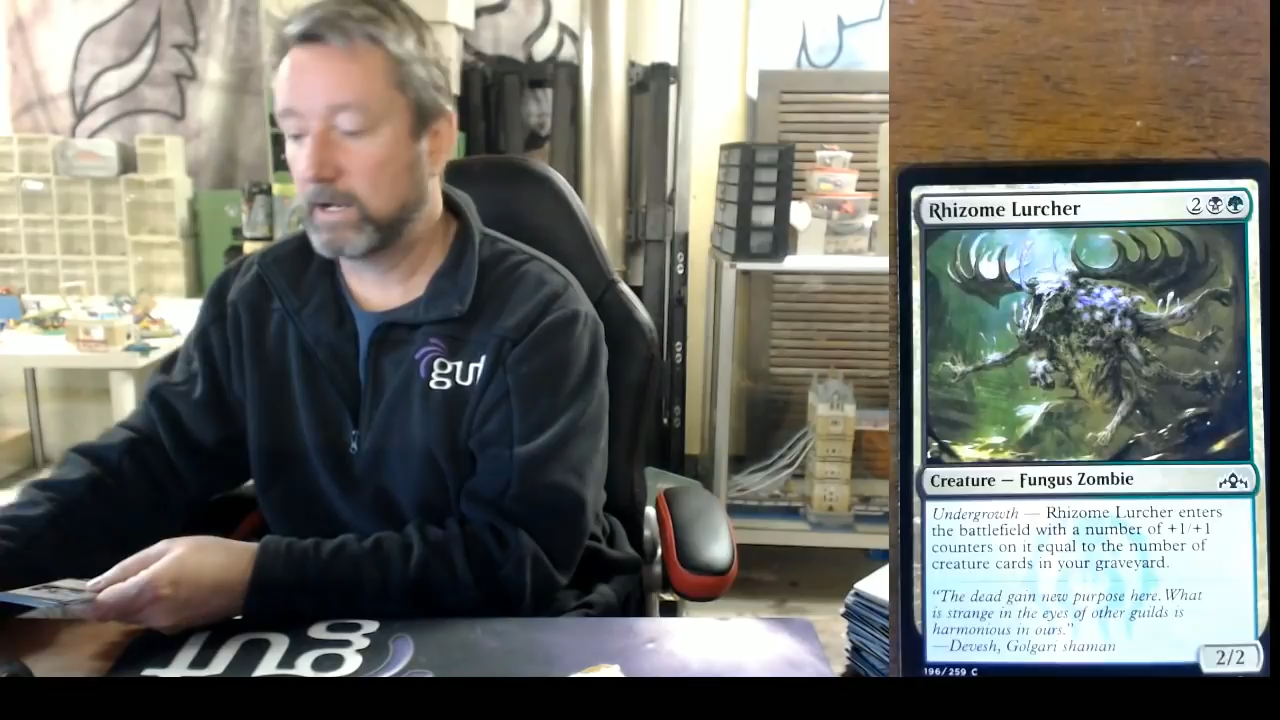 gut
gut
Rhizome Lurcher
2
Creature — Fungus Zombie
Undergrowth — Rhizome Lurcher enters
the battlefield with a number of +1/+1
counters on it equal to the number of
creature cards in your graveyard.
"The dead gain new purpose here. What
is strange in the eyes of other guilds is
harmonious in ours."
—Devesh, Golgari shaman
2/2
196/259 C